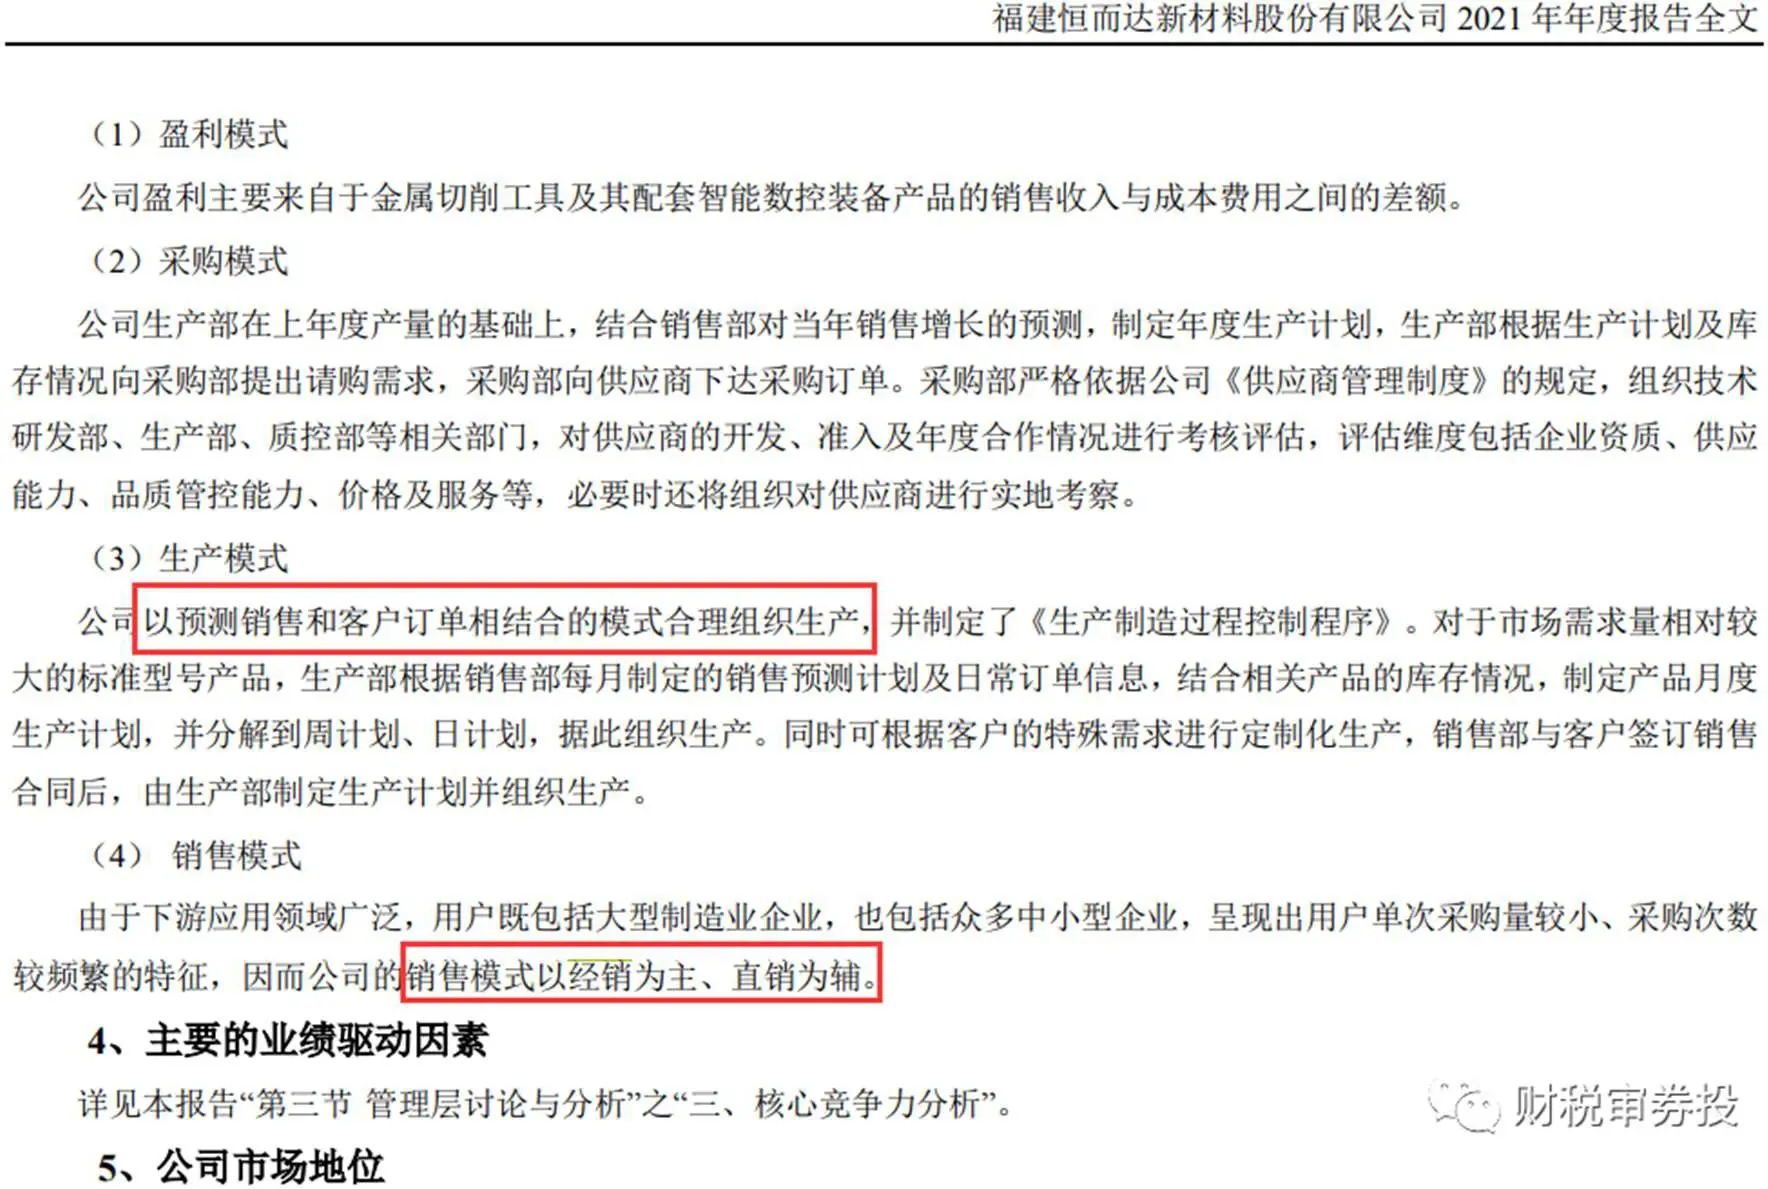 福建恒而达新材料股份有限公司 2021 年年度报告全文
（1）盈利模式
公司盈利主要来自于金属切削工具及其配套智能数控装备产品的销售收入与成本费用之间的差额。
（2）采购模式
公司生产部在上年度产量的基础上，结合销售部对当年销售增长的预测，制定年度生产计划，生产部根据生产计划及库
存情况向采购部提出请购需求，采购部向供应商下达采购订单。采购部严格依据公司《供应商管理制度》的规定，组织技术
研发部、生产部、质控部等相关部门，对供应商的开发、准入及年度合作情况进行考核评估，评估维度包括企业资质、供应
能力、品质管控能力、价格及服务等，必要时还将组织对供应商进行实地考察。
（3）生产模式
公司以预测销售和客户订单相结合的模式合理组织生产，并制定了《生产制造过程控制程序》。对于市场需求量相对较
大的标准型号产品，生产部根据销售部每月制定的销售预测计划及日常订单信息，结合相关产品的库存情况，制定产品月度
生产计划，并分解到周计划、日计划，据此组织生产。同时可根据客户的特殊需求进行定制化生产，销售部与客户签订销售
合同后，由生产部制定生产计划并组织生产。
（4） 销售模式
由于下游应用领域广泛，用户既包括大型制造业企业，也包括众多中小型企业，呈现出用户单次采购量较小、采购次数
较频繁的特征，因而公司的销售模式以经销为主、直销为辅。
4、主要的业绩驱动因素
详见本报告“第三节 管理层讨论与分析”之“三、核心竞争力分析”。
财税审券投
5、公司市场地位